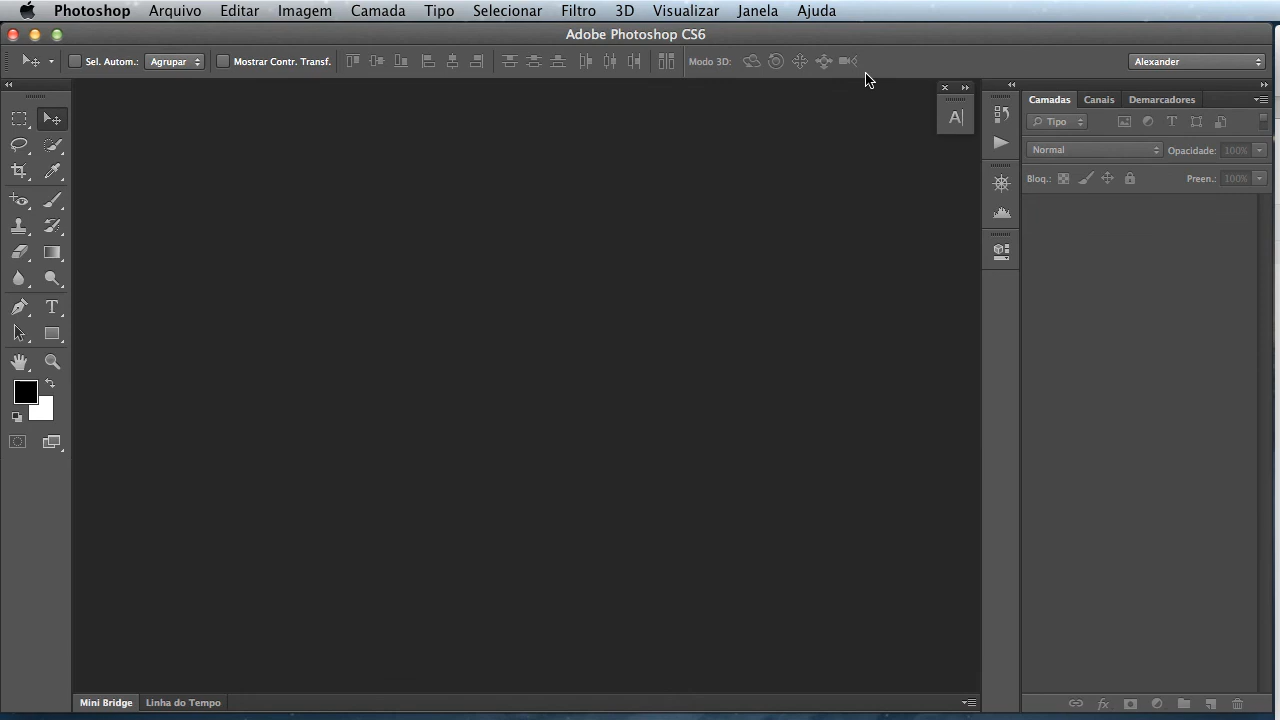 Photoshop Arquivo Editar Imagem Camada Tipo Selecionar Filtro 3D Visualizar Janela Ajuda
Adobe Photoshop CS6
Sel. Autom.: Agrupar Mostrar Contr. Transf. Modo 3D: Alexander
Camadas Canais Demarcadores
A
Tipo T
Normal Opacidade: 100%
Bloq.: Preen.: 100%
T
Mini Bridge Linha do Tempo fx